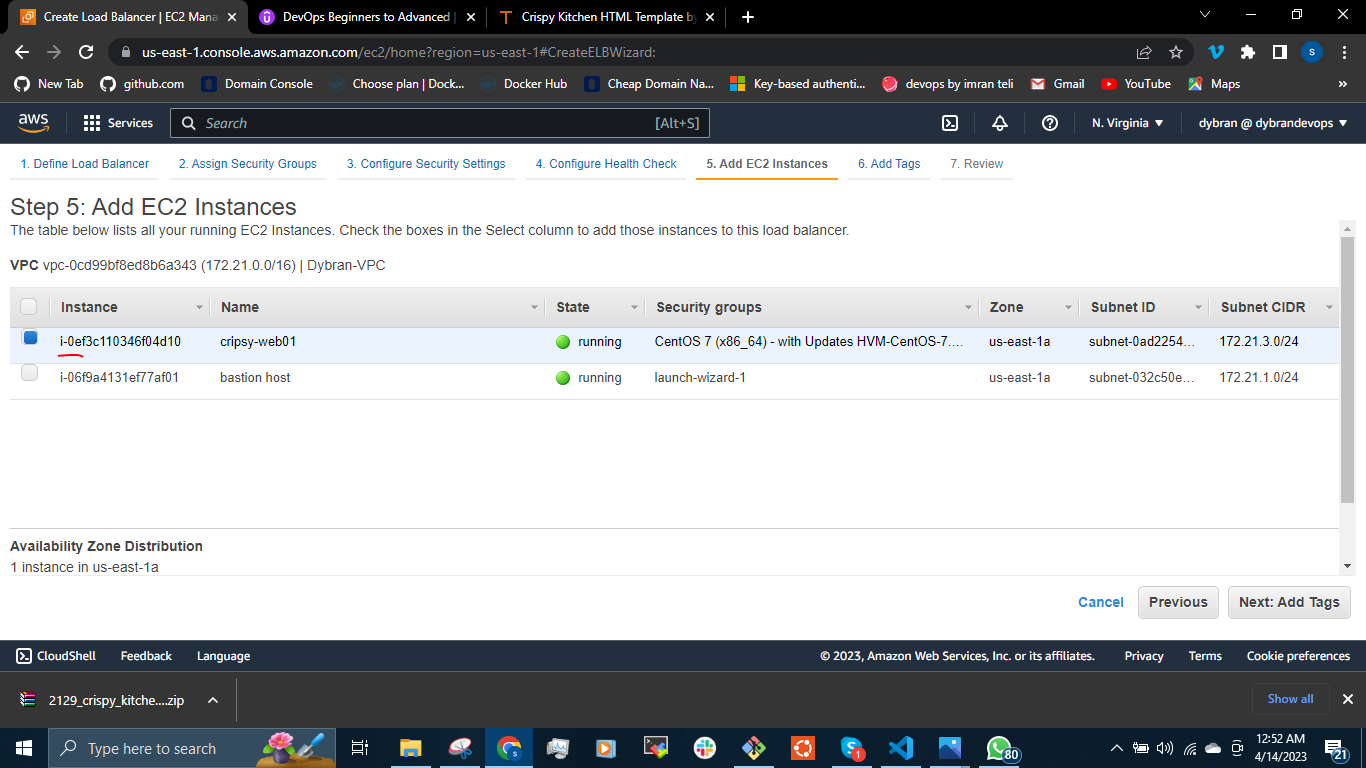 Create Load Balancer | EC2 Mana
DevOps Beginners to Advanced |
Crispy Kitchen HTML Template by
us-east-1.console.aws.amazon.com/ec2/home?region=us-east-1#CreateELBWizard:
s
New Tab
github.com
Domain Console
Choose plan | Dock...
Docker Hub
Cheap Domain Na...
Key-based authenti...
devops by imran teli
Gmail
YouTube
Maps
»
aws
Services
Search
[Alt+S]
N. Virginia
dybran @ dybrandevops
1. Define Load Balancer
2. Assign Security Groups
3. Configure Security Settings
4. Configure Health Check
5. Add EC2 Instances
6. Add Tags
7. Review
Step 5: Add EC2 Instances
The table below lists all your running EC2 Instances. Check the boxes in the Select column to add those instances to this load balancer.
VPC vpc-0cd99bf8ed8b6a343 (172.21.0.0/16) | Dybran-VPC
Instance Name State Security groups Zone Subnet ID Subnet CIDR
i-0ef3c110346f04d10 cripsy-web01 running CentOS 7 (x86_64) - with Updates HVM-CentOS-7.... us-east-1a subnet-0ad2254... 172.21.3.0/24
i-06f9a4131ef77af01 bastion host running launch-wizard-1 us-east-1a subnet-032c50e... 172.21.1.0/24
Availability Zone Distribution
1 instance in us-east-1a
Cancel
Previous
Next: Add Tags
CloudShell
Feedback
Language
© 2023, Amazon Web Services, Inc. or its affiliates.
Privacy
Terms
Cookie preferences
2129_crispy_kitche....zip
Show all
Type here to search
1
80
12:52 AM
4/14/2023
21